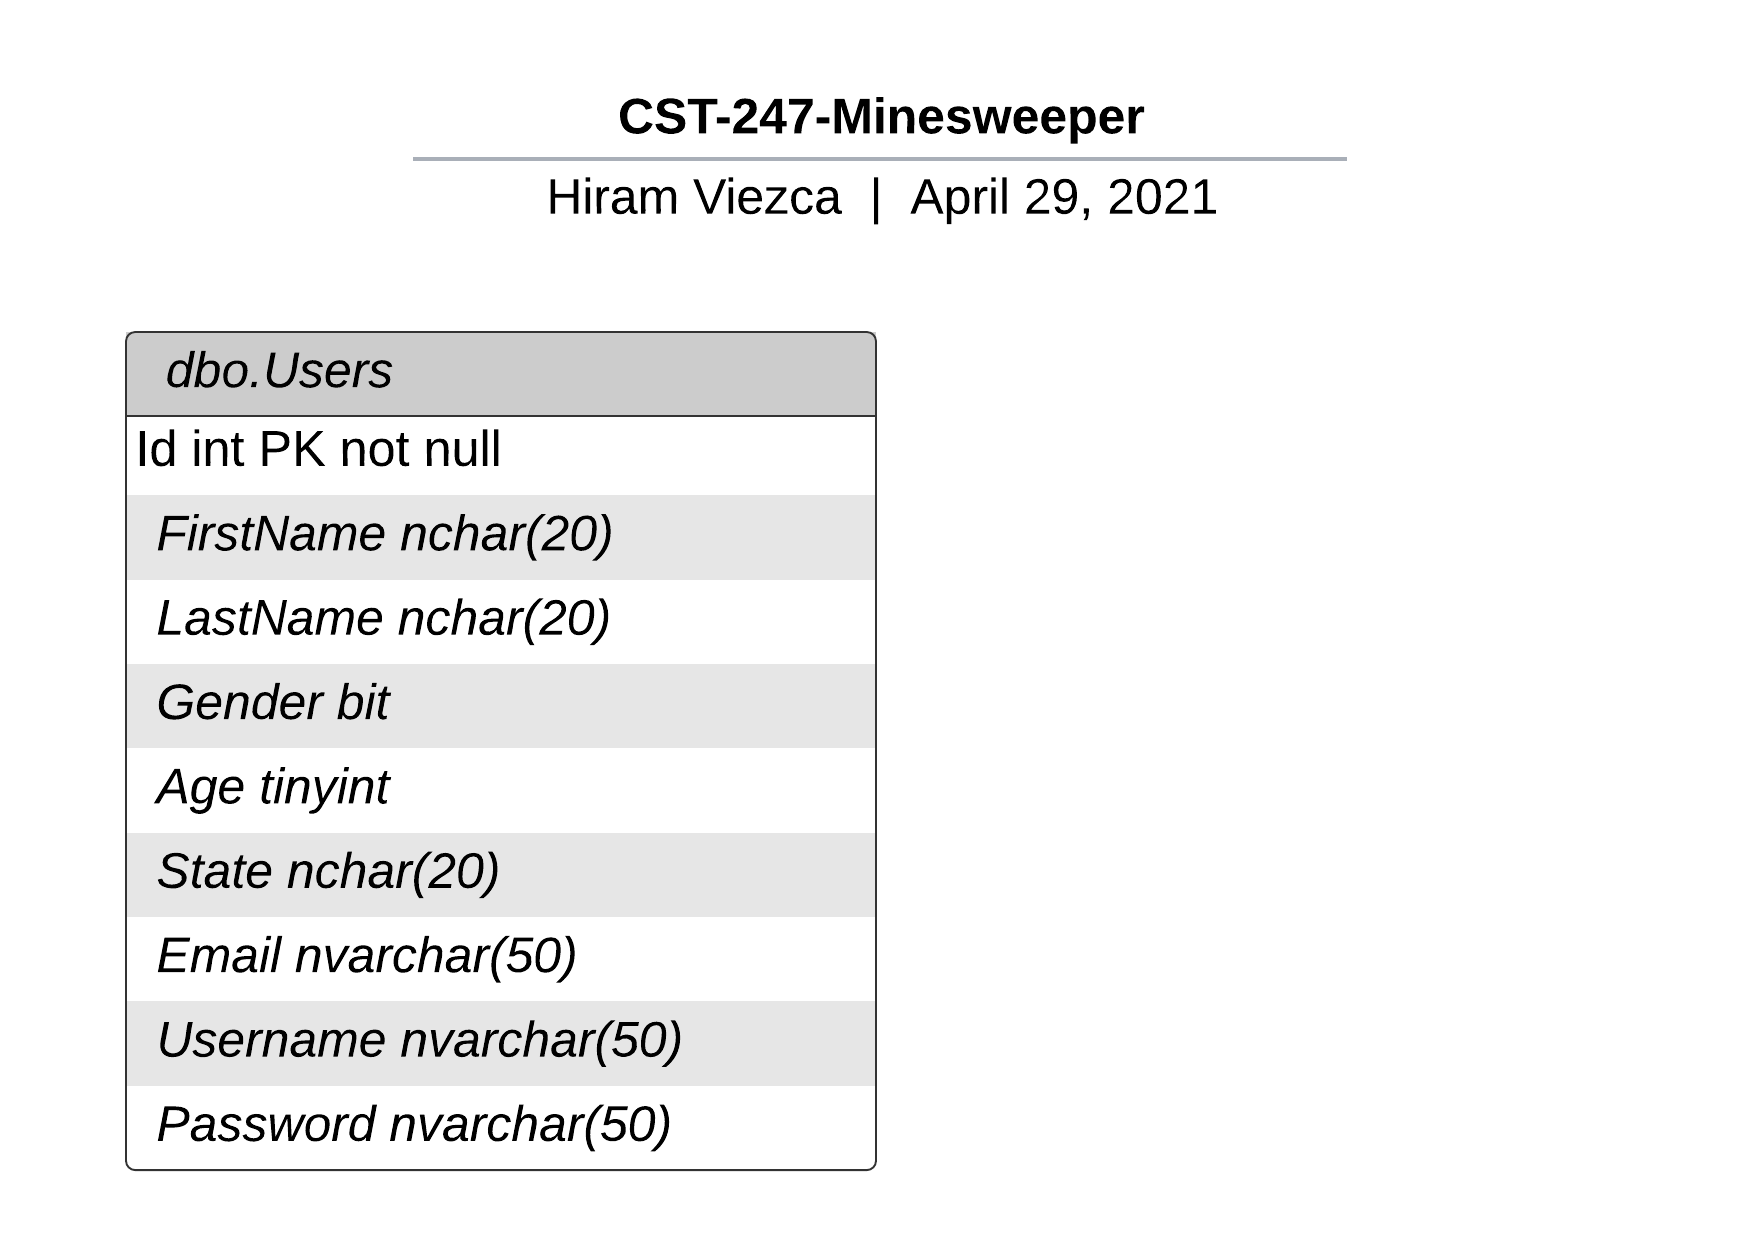 CST-247-Minesweeper
Hiram Viezca | April 29, 2021
dbo.Users
Id int PK not null
FirstName nchar(20)
LastName nchar(20)
Gender bit
Age tinyint
State nchar(20)
Email nvarchar(50)
Username nvarchar(50)
Password nvarchar(50)